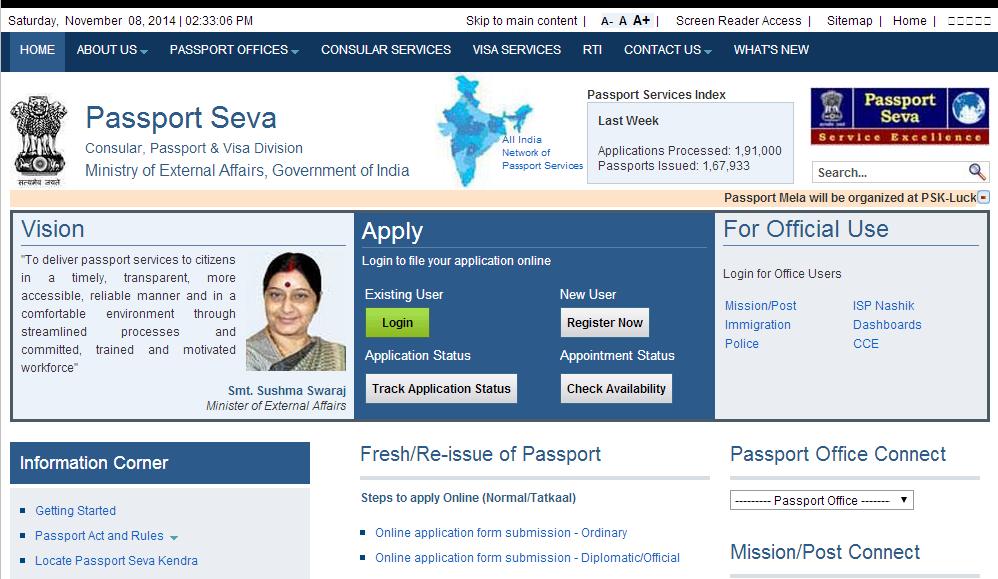 Saturday, November 08, 2014 | 02:33:06 PM
Skip to main content | A- A A+ | Screen Reader Access | Sitemap | Home |
HOME ABOUT US PASSPORT OFFICES CONSULAR SERVICES VISA SERVICES RTI CONTACT US WHAT'S NEW
सत्यमेव जयते
Passport Seva
Consular, Passport & Visa Division
Ministry of External Affairs, Government of India
All India
Network of
Passport Services
Passport Services Index
Last Week
Applications Processed: 1,91,000
Passports Issued: 1,67,933
Passport
Seva
Service Excellence
Search...
Passport Mela will be organized at PSK-Luck
Vision
"To deliver passport services to citizens
in a timely, transparent, more
accessible, reliable manner and in a
comfortable environment through
streamlined processes and
committed, trained and motivated
workforce"
Smt. Sushma Swaraj
Minister of External Affairs
Apply
Login to file your application online
Existing User New User
Login Register Now
Application Status Appointment Status
Track Application Status Check Availability
For Official Use
Login for Office Users
Mission/Post ISP Nashik
Immigration Dashboards
Police CCE
Information Corner
Getting Started
Passport Act and Rules
Locate Passport Seva Kendra
Fresh/Re-issue of Passport
Steps to apply Online (Normal/Tatkaal)
Online application form submission - Ordinary
Online application form submission - Diplomatic/Official
Passport Office Connect
--------- Passport Office -------
Mission/Post Connect